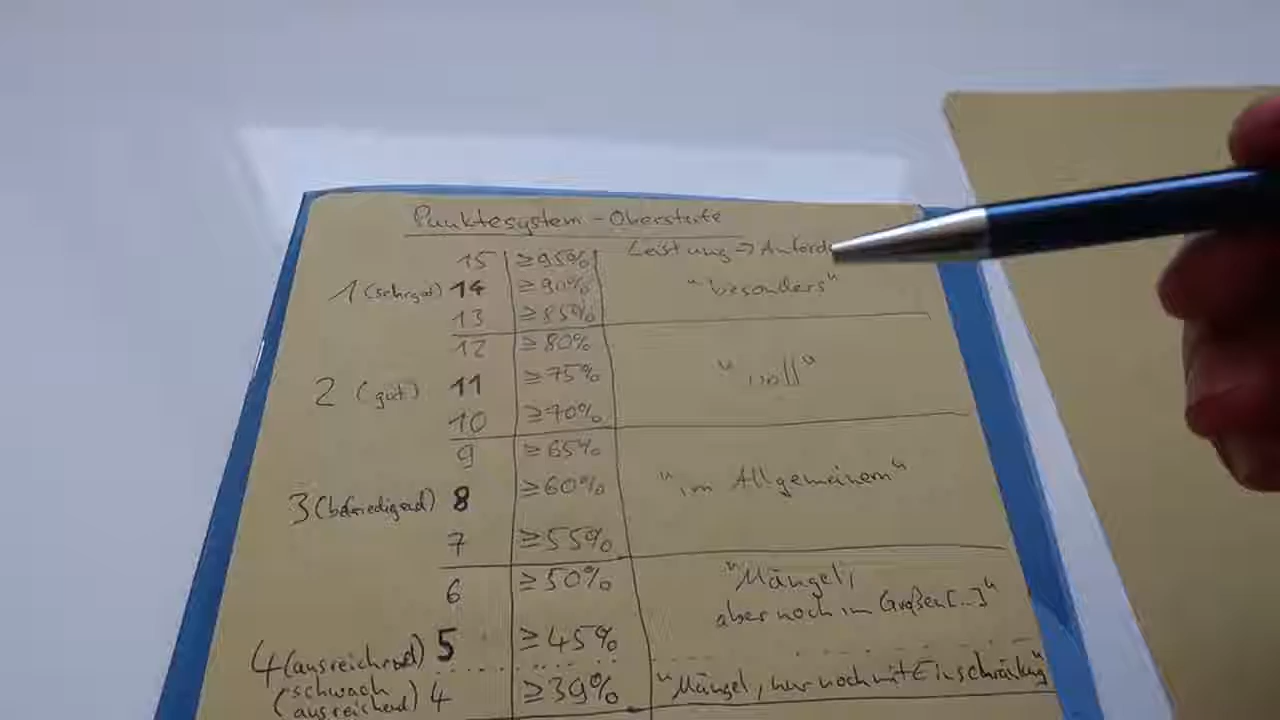 Punktesystem - Oberstufe
Leistung → Anforde
15 ≥95%
1 (sehr gut) 14 ≥90% "besonders"
13 ≥85%
12 ≥80%
2 (gut) 11 ≥75% "voll"
10 ≥70%
9 ≥65%
3 (befriedigend) 8 ≥60% "im Allgemeinen"
7 ≥55%
6 ≥50% "Mängel,
aber noch im Großen [...]"
4 (ausreichend) 5 ≥45%
(schwach
ausreichend) 4 ≥39% "Mängel, nur noch mit Einschränkung"